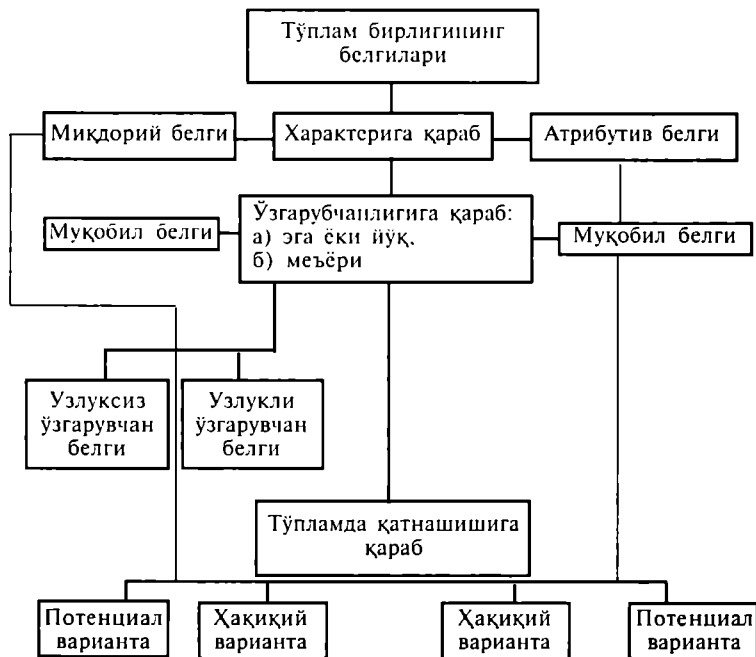 Тўплам бирлигининг
белгилари
Миқдорий белги
Характерига қараб
Атрибутив белги
Муқобил белги
Ўзгарубчанлигига қараб:
а) эга ёки йўқ,
б) меъёри
Муқобил белги
Узлуксиз
ўзгарувчан
белги
Узлукли
ўзгарувчан
белги
Тўпламда қатнашишига
қараб
Потенциал
варианта
Ҳақиқий
варианта
Ҳақиқий
варианта
Потенциал
варианта